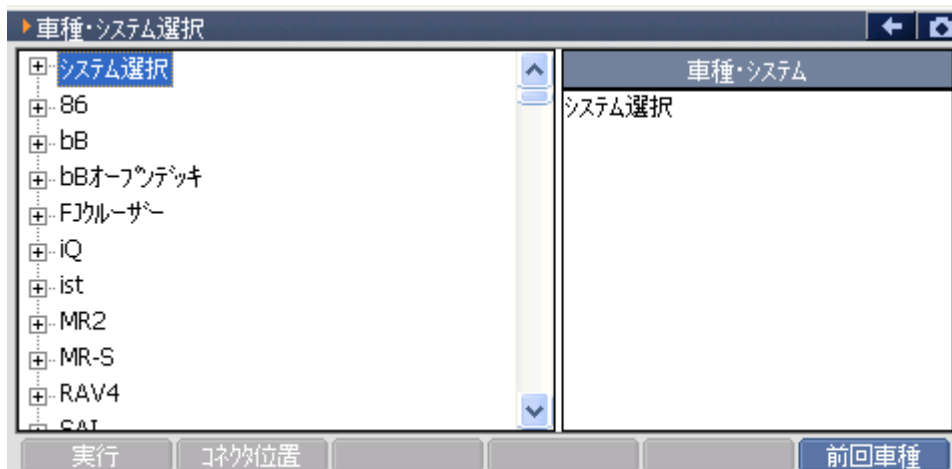 車種・システム選択
システム選択
86
bB
bBオープンデッキ
FJクルーザー
iQ
ist
MR2
MR-S
RAV4
SAI
車種・システム
システム選択
実行
コネクタ位置
前回車種